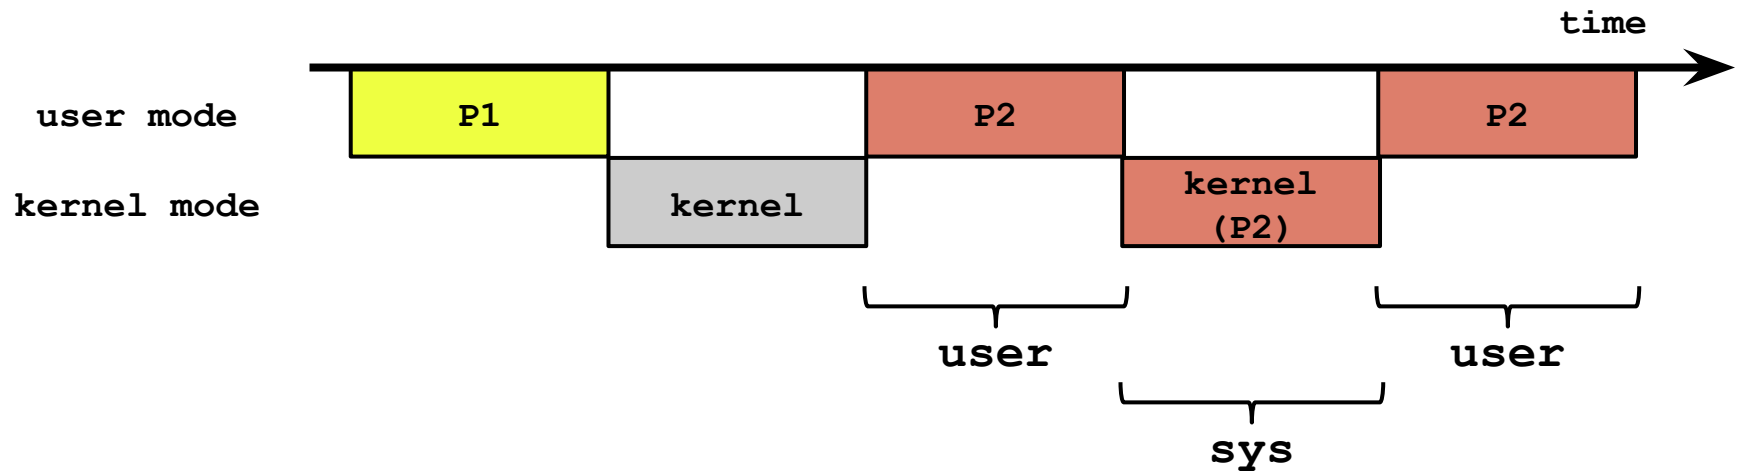 time
user mode
P1
P2
P2
kernel mode
kernel
kernel
(P2)
user
user
sys